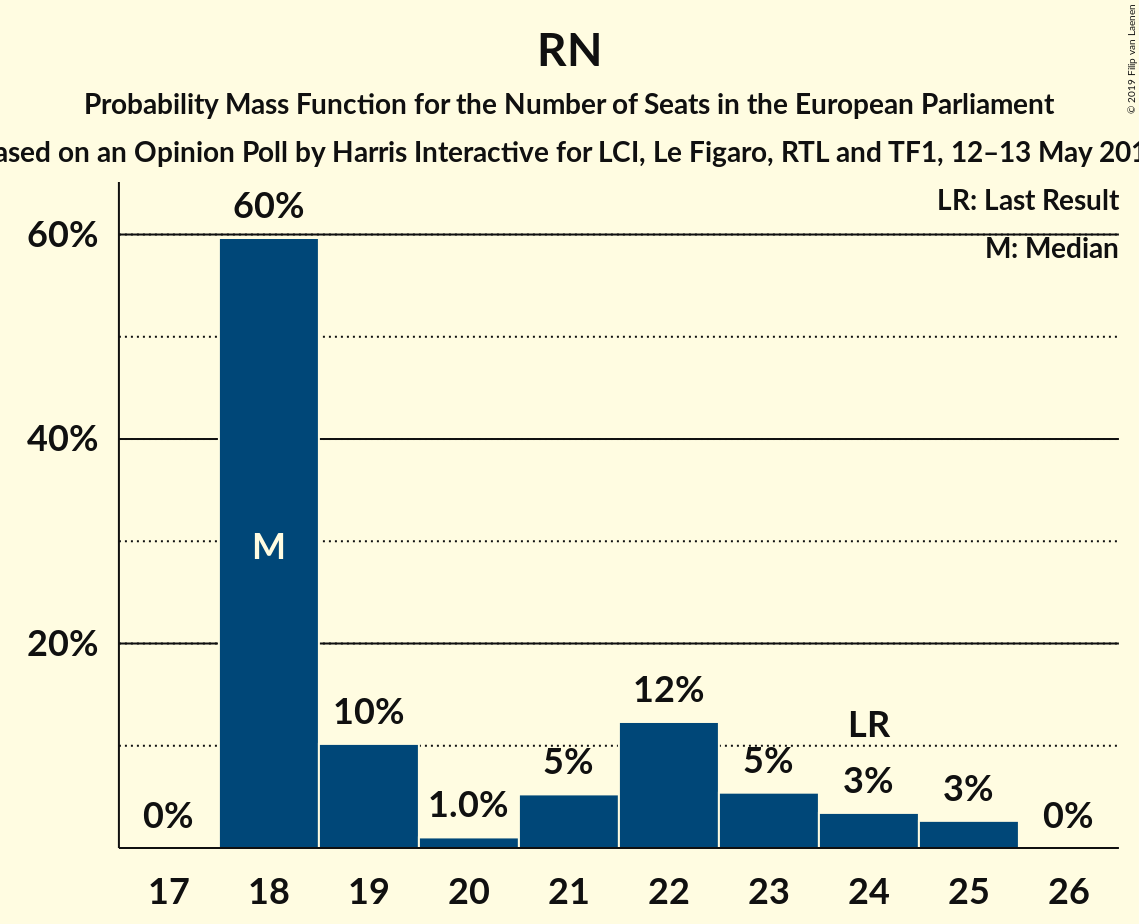 RN
Probability Mass Function for the Number of Seats in the European Parliament
ased on an Opinion Poll by Harris Interactive for LCI, Le Figaro, RTL and TF1, 12–13 May 201
© 2019 Filip van Laenen
LR: Last Result
M: Median
60%
40%
20%
0%
60%
M
10%
1.0%
5%
12%
5%
LR
3%
3%
0%
17 18 19 20 21 22 23 24 25 26